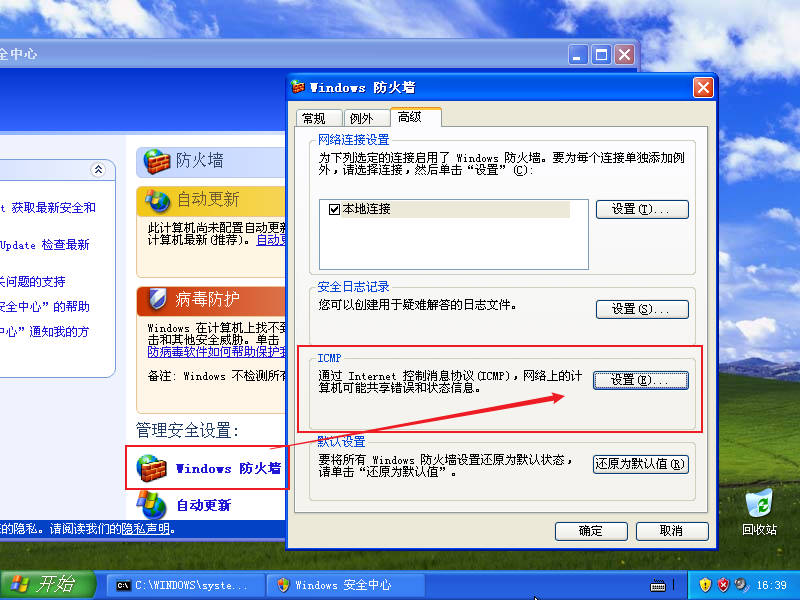 全中心
防火墙
自动更新
此计算机尚未配置自动更新
计算机最新(推荐)。自动更
t 获取最新安全和
Update 检查最新
关问题的支持
安全中心”的帮助
中心”通知我的方
病毒防护
Windows 在计算机上找不到
击和其他安全威胁。单击
防病毒软件如何帮助保护我
备注: Windows 不检测所有
管理安全设置:
Windows 防火墙
自动更新
的隐私。请阅读我们的隐私声明。
Windows 防火墙
常规 例外 高级
网络连接设置
为下列选定的连接启用了 Windows 防火墙。要为每个连接单独添加例
外,请选择连接,然后单击“设置”(C):
本地连接
设置(T)...
安全日志记录
您可以创建用于疑难解答的日志文件。
设置(S)...
ICMP
通过 Internet 控制消息协议(ICMP),网络上的计
算机可能共享错误和状态信息。
设置(E)...
默认设置
要将所有 Windows 防火墙设置还原为默认状态,
请单击“还原为默认值”。
还原为默认值(R)
确定 取消
回收站
开始
C:\WINDOWS\syste...
Windows 安全中心
16:39